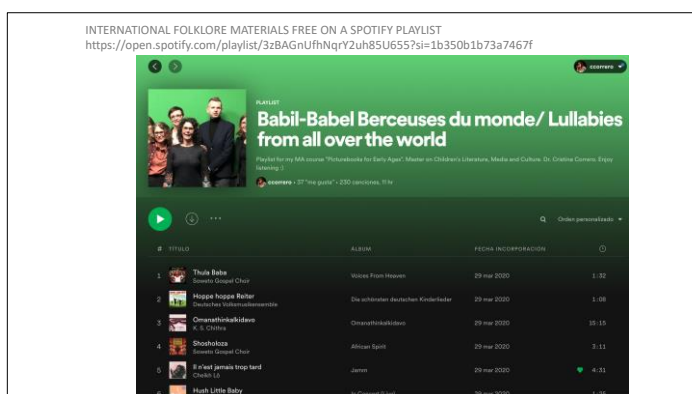 INTERNATIONAL FOLKLORE MATERIALS FREE ON A SPOTIFY PLAYLIST
https://open.spotify.com/playlist/3zBAGnUfhNqrY2uh85U655?si=1b350b1b73a7467f
ccorrero
PLAYLIST
Babil-Babel Berceuses du monde/ Lullabies
from all over the world
Playlist for my MA course "Picturebooks for Early Ages". Master on Children's Literature, Media and Culture. Dr. Cristina Correro. Enjoy
listening :)
ccorrero • 37 "me gusta" • 230 canciones, 11 hr
Orden personalizado
# TÍTULO ÁLBUM FECHA INCORPORACIÓN
1 Thula Baba Voices From Heaven 29 mar 2020 1:32
Soweto Gospel Choir
2 Hoppe hoppe Reiter Die schönsten deutschen Kinderlieder 29 mar 2020 1:08
Deutsches Volksmusikensemble
3 Omanathinkalkidavo Omanathinkalkidavo 29 mar 2020 15:15
K. S. Chithra
4 Shosholoza African Spirit 29 mar 2020 3:11
Soweto Gospel Choir
5 Il n'est jamais trop tard Jamm 29 mar 2020 4:31
Cheikh Lô
6 Hush Little Baby 29 mar 2020